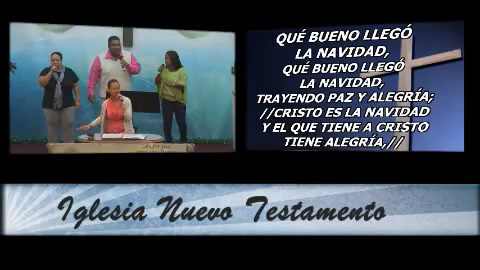 QUÉ BUENO LLEGÓ
LA NAVIDAD,
QUÉ BUENO LLEGÓ
LA NAVIDAD,
TRAYENDO PAZ Y ALEGRÍA;
//CRISTO ES LA NAVIDAD
Y EL QUE TIENE A CRISTO
TIENE ALEGRÍA,//
Iglesia Nuevo Testamento